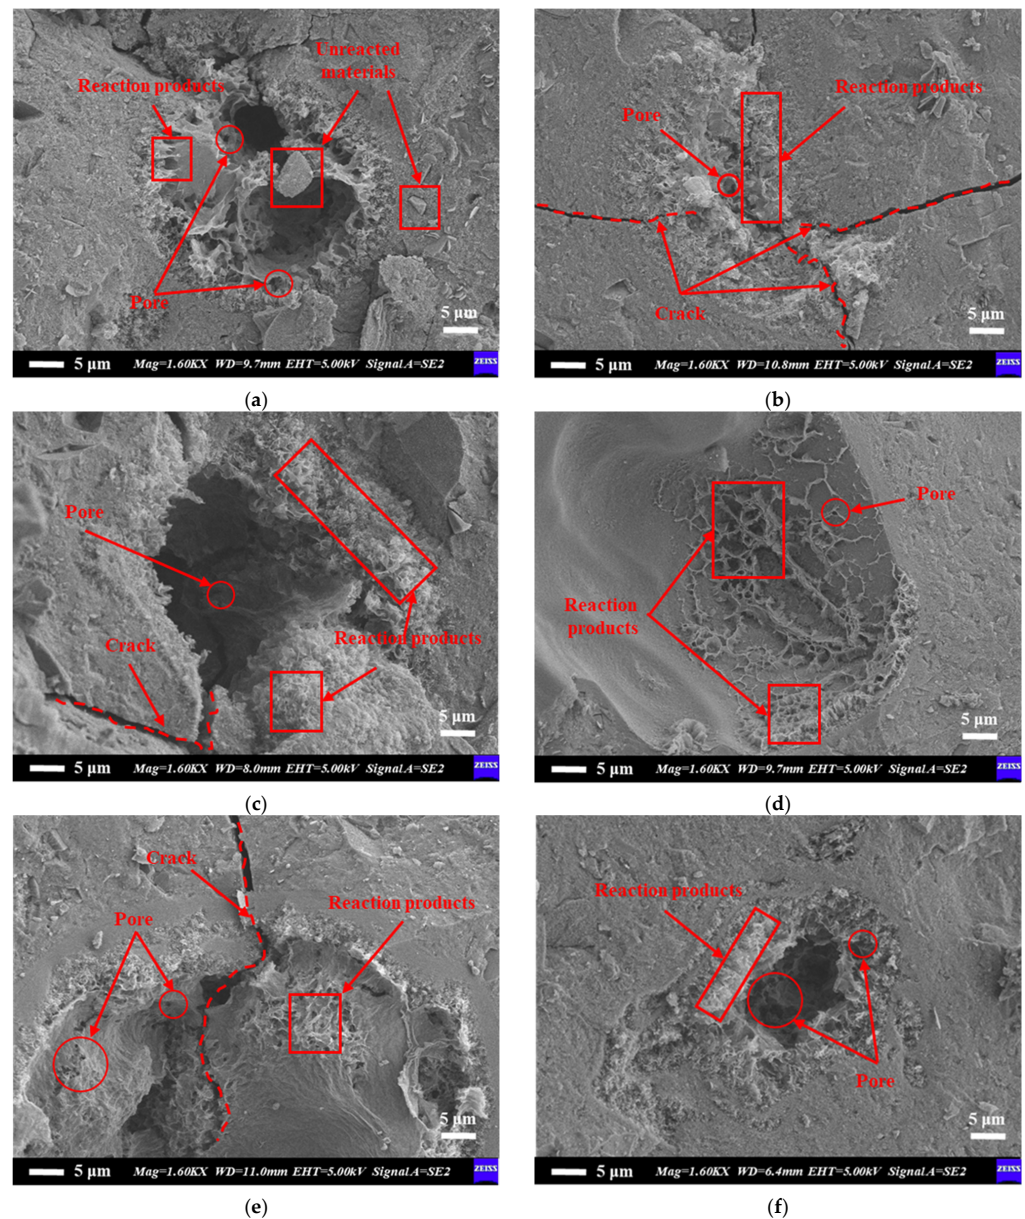 Unreacted
materials
Reaction products
Pore
5 μm
5 μm Mag=1.60KX WD=9.7mm EHT=5.00kV SignalA=SE2 ZEISS
(a)
Reaction products
Pore
Crack
5 μm
5 μm Mag=1.60KX WD=10.8mm EHT=5.00kV SignalA=SE2 ZEISS
(b)
Pore
Reaction products
Crack
5 μm
5 μm Mag=1.60KX WD=8.0mm EHT=5.00kV SignalA=SE2 ZEISS
(c)
Pore
Reaction
products
5 μm
5 μm Mag=1.60KX WD=9.7mm EHT=5.00kV SignalA=SE2 ZEISS
(d)
Crack
Reaction products
Pore
5 μm
5 μm Mag=1.60KX WD=11.0mm EHT=5.00kV SignalA=SE2 ZEISS
(e)
Reaction products
Pore
5 μm
5 μm Mag=1.60KX WD=6.4mm EHT=5.00kV SignalA=SE2 ZEISS
(f)